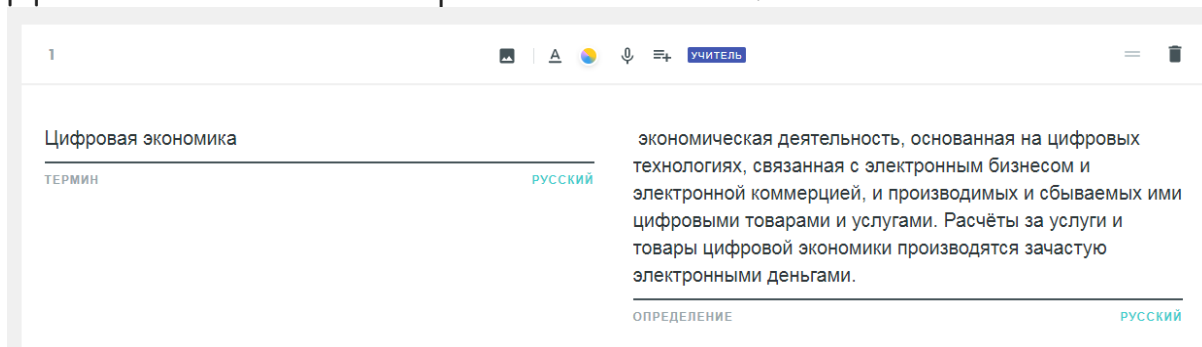 1
УЧИТЕЛЬ
Цифровая экономика
ТЕРМИН
РУССКИЙ
экономическая деятельность, основанная на цифровых
технологиях, связанная с электронным бизнесом и
электронной коммерцией, и производимых и сбываемых ими
цифровыми товарами и услугами. Расчёты за услуги и
товары цифровой экономики производятся зачастую
электронными деньгами.
ОПРЕДЕЛЕНИЕ
РУССКИЙ